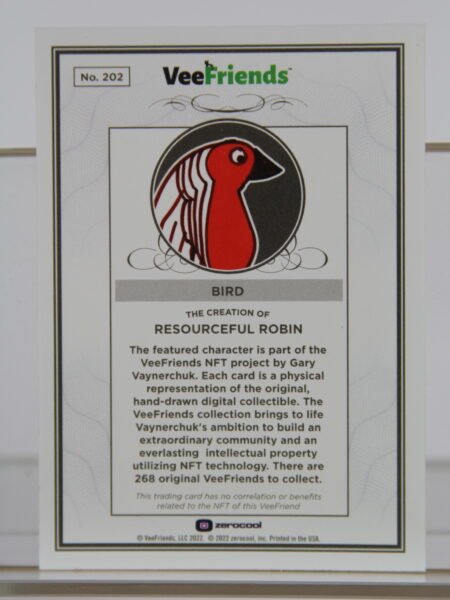 No. 202
VeeFriends™
BIRD
THE CREATION OF
RESOURCEFUL ROBIN
The featured character is part of the
VeeFriends NFT project by Gary
Vaynerchuk. Each card is a physical
representation of the original,
hand-drawn digital collectible. The
VeeFriends collection brings to life
Vaynerchuk's ambition to build an
extraordinary community and an
everlasting intellectual property
utilizing NFT technology. There are
268 original VeeFriends to collect.
This trading card has no correlation or benefits
related to the NFT of this VeeFriend
zerocool
© VeeFriends, LLC 2022. © 2022 zerocool, inc. Printed in the USA.